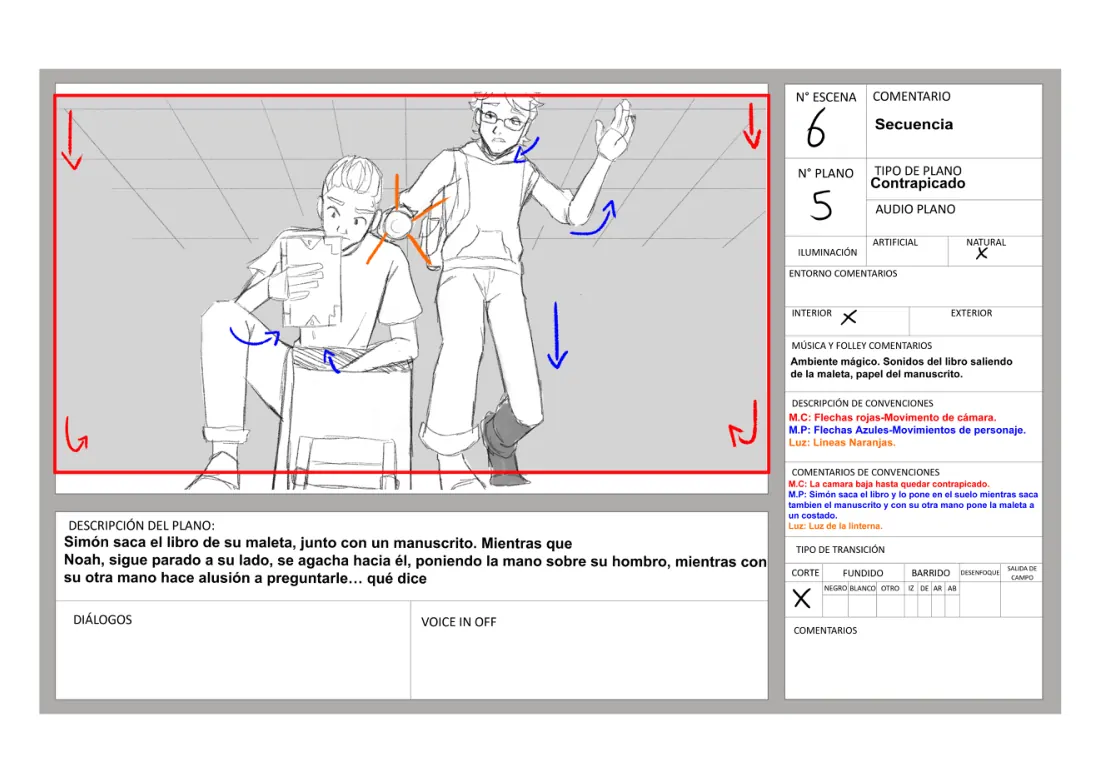 N° ESCENA
6
COMENTARIO
Secuencia
N° PLANO
5
TIPO DE PLANO
Contrapicado
AUDIO PLANO
ILUMINACIÓN
ARTIFICIAL
NATURAL
X
ENTORNO COMENTARIOS
INTERIOR X
EXTERIOR
MÚSICA Y FOLLEY COMENTARIOS
Ambiente mágico. Sonidos del libro saliendo
de la maleta, papel del manuscrito.
DESCRIPCIÓN DE CONVENCIONES
M.C: Flechas rojas-Movimento de cámara.
M.P: Flechas Azules-Movimientos de personaje.
Luz: Lineas Naranjas.
COMENTARIOS DE CONVENCIONES
M.C: La camara baja hasta quedar contrapicado.
M.P: Simón saca el libro y lo pone en el suelo mientras saca
tambien el manuscrito y con su otra mano pone la maleta a
un costado.
Luz: Luz de la linterna.
TIPO DE TRANSICIÓN
CORTE
X
FUNDIDO
NEGRO BLANCO OTRO
BARRIDO
IZ DE AR AB
DESENFOQUE
SALIDA DE
CAMPO
COMENTARIOS
DESCRIPCIÓN DEL PLANO:
Simón saca el libro de su maleta, junto con un manuscrito. Mientras que
Noah, sigue parado a su lado, se agacha hacia él, poniendo la mano sobre su hombro, mientras con
su otra mano hace alusión a preguntarle… qué dice
DIÁLOGOS
VOICE IN OFF